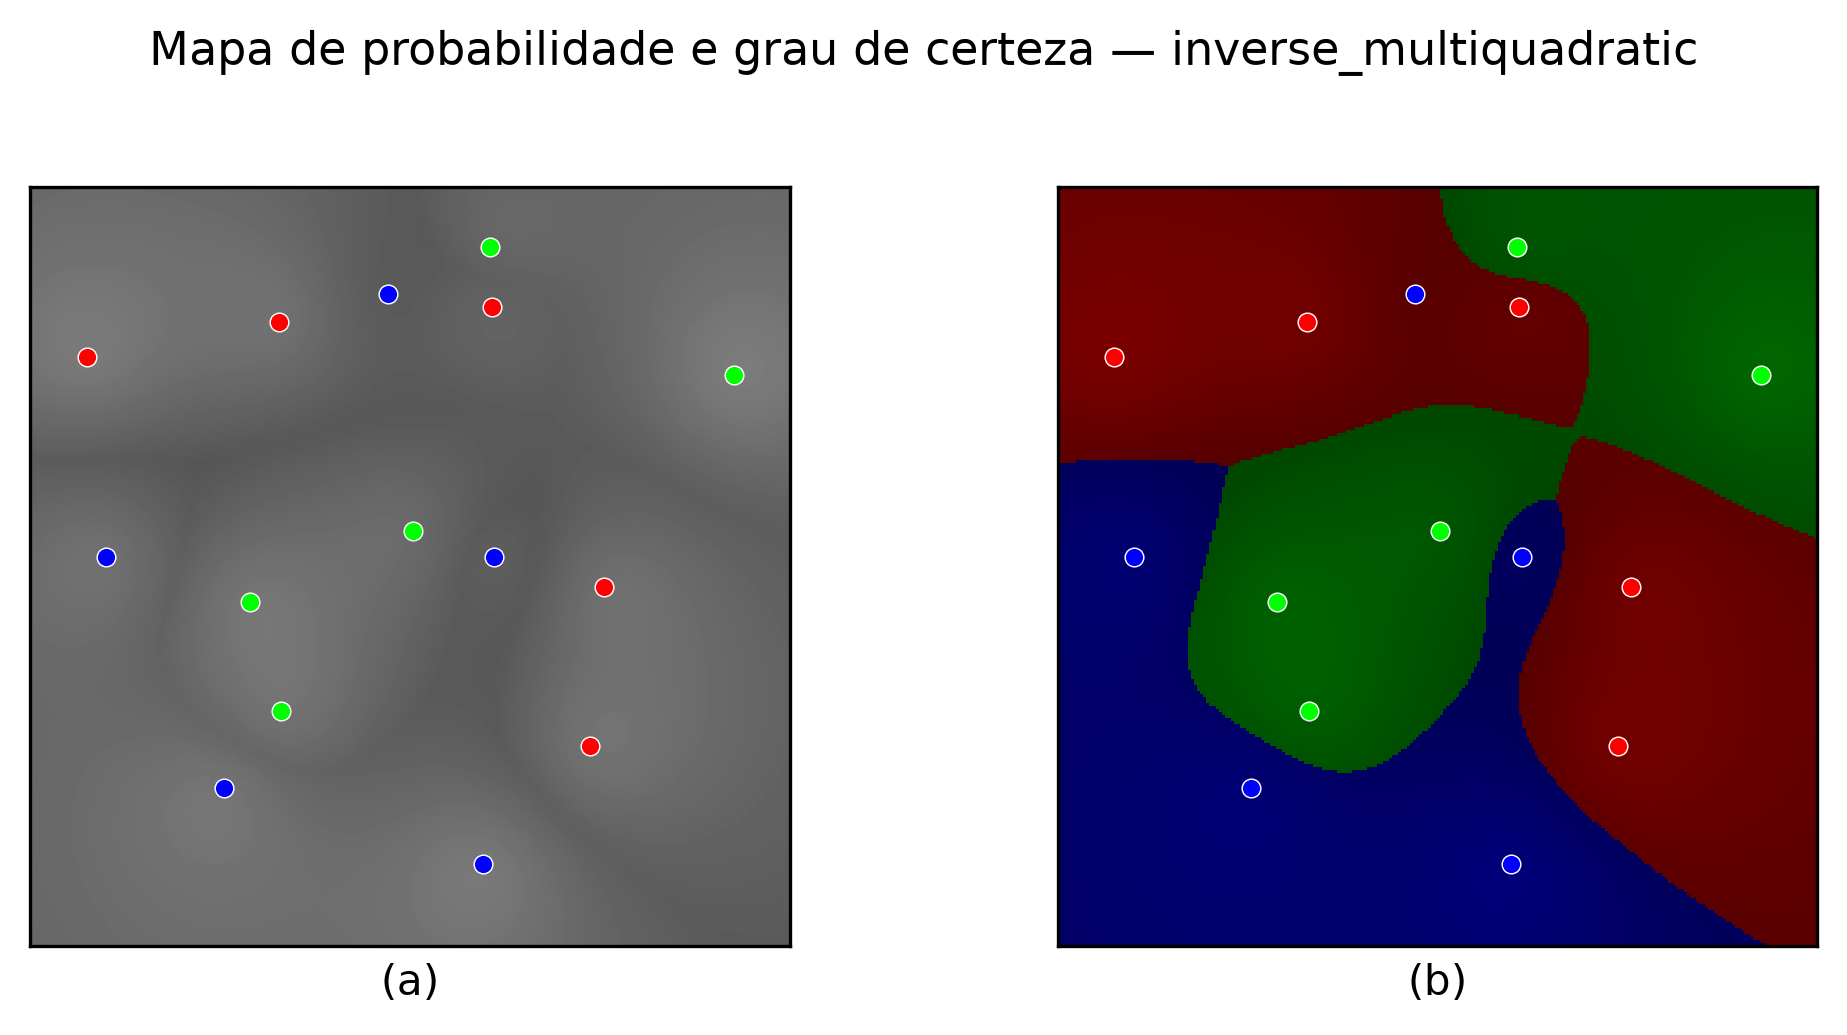 Mapa de probabilidade e grau de certeza — inverse_multiquadratic
(a)
(b)